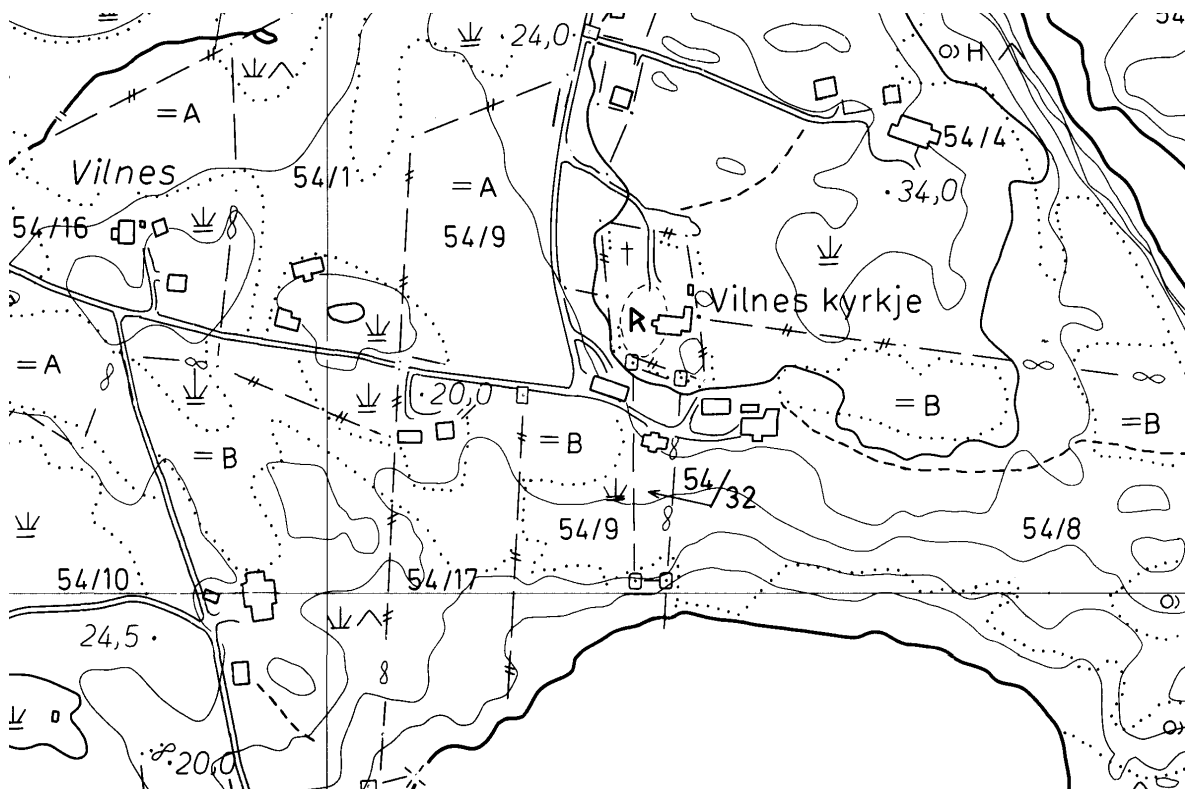 54
24,0
H
=A
54/4
Vilnes
54/1
=A
34,0
54/16
54/9
Vilnes kyrkje
R
=A
20,0
=B
=B
=B
=B
54/32
54/9
54/8
54/10
54/17
24,5
20,0